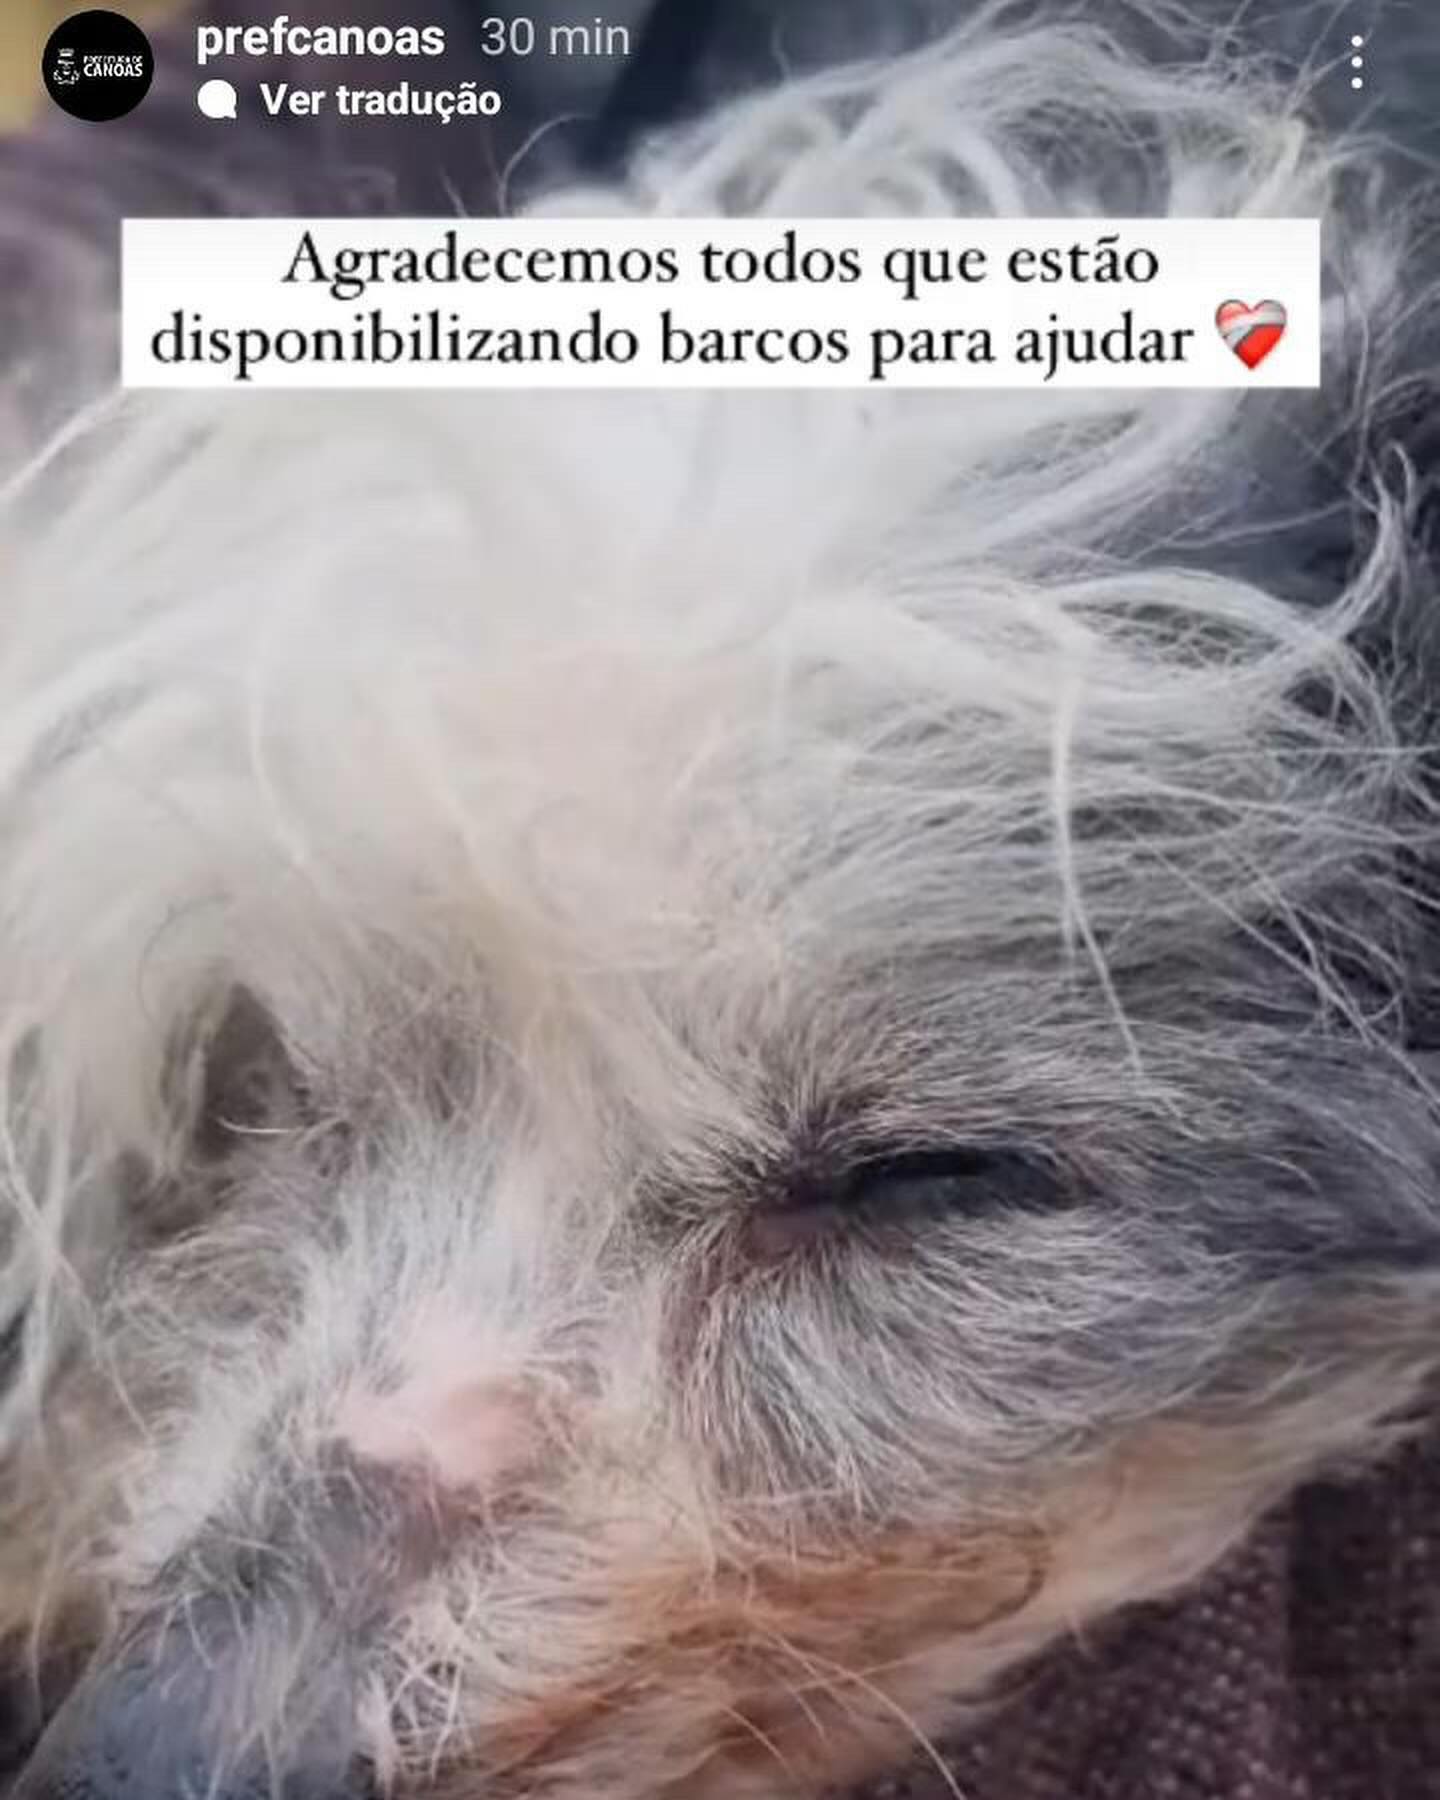 prefcanoas 30 min
Ver tradução
PREFEITURA DE
CANOAS
Agradecemos todos que estão
disponibilizando barcos para ajudar ❤️‍🩹